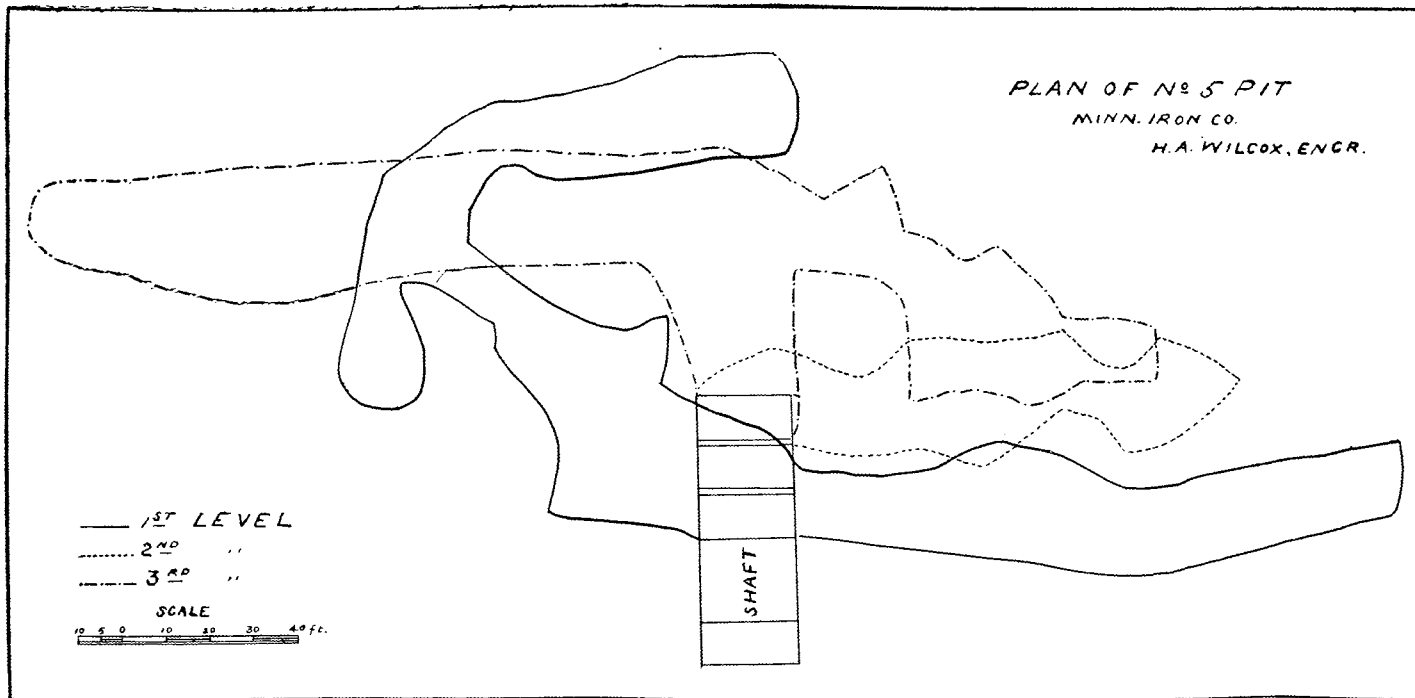 PLAN OF Nº 5 PIT
MINN. IRON CO.
H.A. WILCOX, ENGR.
1ST LEVEL
2ND "
3RD "
SCALE
10 5 0 10 20 30 40 ft.
SHAFT